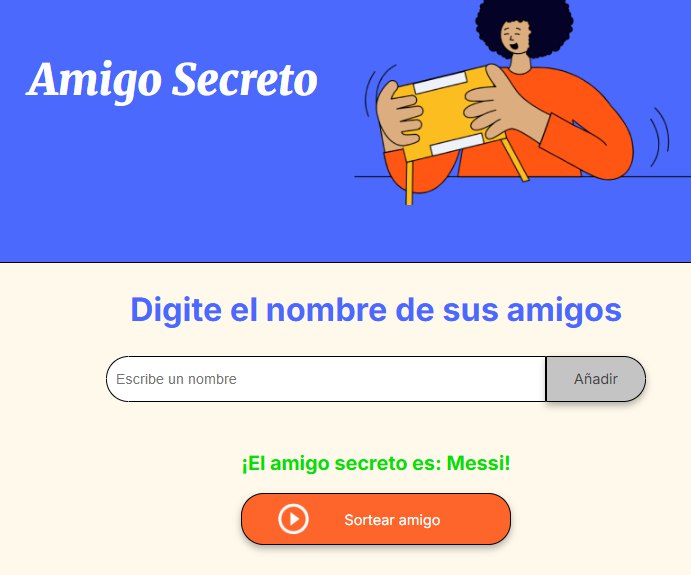 Amigo Secreto
Digite el nombre de sus amigos
Escribe un nombre
Añadir
¡El amigo secreto es: Messi!
Sortear amigo